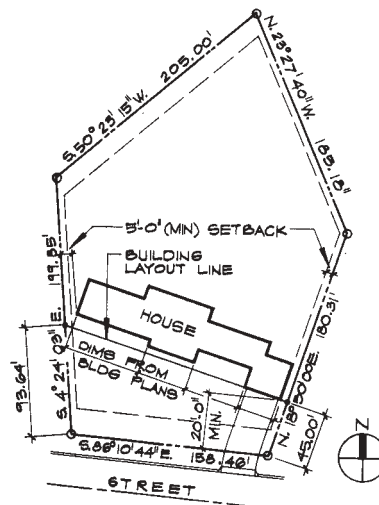 205.00'
S.50° 25' 15" W.
N. 23° 27' 40" W.
185.18'
5'-0" (MIN) SETBACK
BUILDING
LAYOUT LINE
199.85'
180.31'
HOUSE
DIMS FROM
BLDG PLANS
93.64'
S. 4° 24' 03" E.
20'-0"
MIN.
N. 18° 30' 00" E.
45.00'
N
S.86° 10' 44" E.
158.46'
STREET